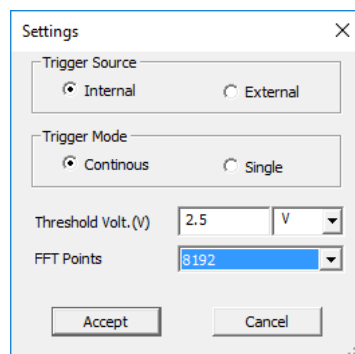 Settings
Trigger Source
Internal External
Trigger Mode
Continous Single
Threshold Volt.(V) 2.5 V
FFT Points 8192
Accept Cancel